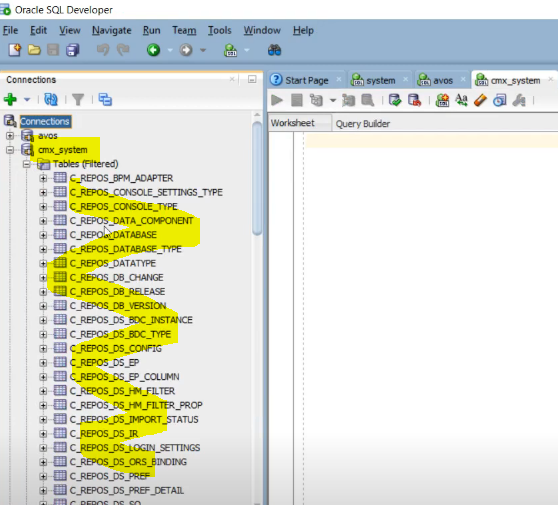 Oracle SQL Developer
File Edit View Navigate Run Team Tools Window Help
Connections
Start Page
system
avos
cmx_system
Worksheet Query Builder
Connections
avos
cmx_system
Tables (Filtered)
C_REPOS_BPM_ADAPTER
C_REPOS_CONSOLE_SETTINGS_TYPE
C_REPOS_CONSOLE_TYPE
C_REPOS_DATA_COMPONENT
C_REPOS_DATABASE
C_REPOS_DATABASE_TYPE
C_REPOS_DATATYPE
C_REPOS_DB_CHANGE
C_REPOS_DB_RELEASE
C_REPOS_DB_VERSION
C_REPOS_DS_BDC_INSTANCE
C_REPOS_DS_BDC_TYPE
C_REPOS_DS_CONFIG
C_REPOS_DS_EP
C_REPOS_DS_EP_COLUMN
C_REPOS_DS_HM_FILTER
C_REPOS_DS_HM_FILTER_PROP
C_REPOS_DS_IMPORT_STATUS
C_REPOS_DS_IR
C_REPOS_DS_LOGIN_SETTINGS
C_REPOS_DS_ORS_BINDING
C_REPOS_DS_PREF
C_REPOS_DS_PREF_DETAIL
C_REPOS_DS_SQ